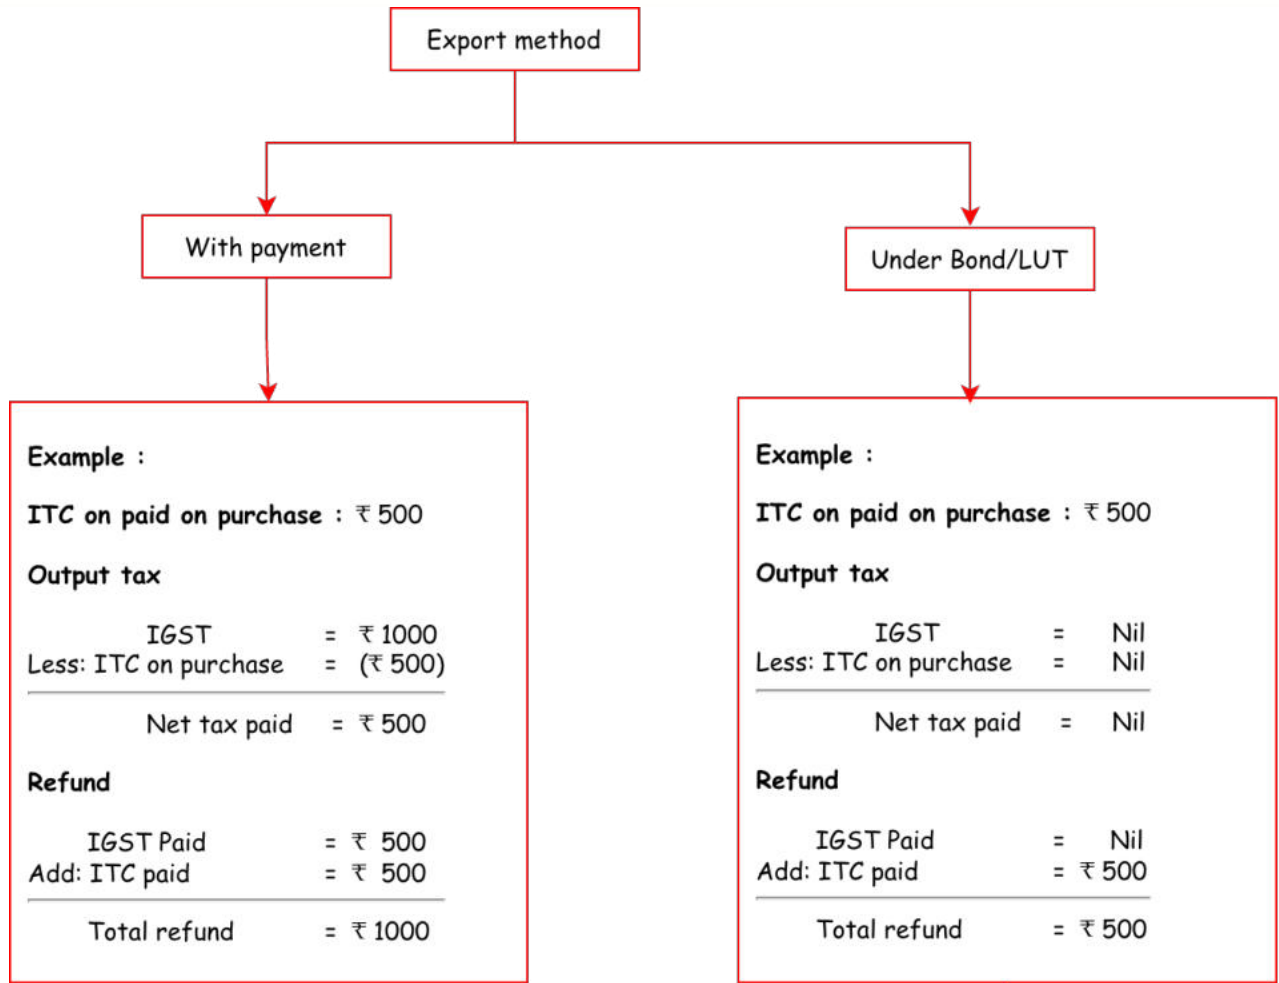 Export method
With payment
Under Bond/LUT
Example :
ITC on paid on purchase : ₹ 500
Output tax
IGST = ₹ 1000
Less: ITC on purchase = (₹ 500)
Net tax paid = ₹ 500
Refund
IGST Paid = ₹ 500
Add: ITC paid = ₹ 500
Total refund = ₹ 1000
Example :
ITC on paid on purchase : ₹ 500
Output tax
IGST = Nil
Less: ITC on purchase = Nil
Net tax paid = Nil
Refund
IGST Paid = Nil
Add: ITC paid = ₹ 500
Total refund = ₹ 500